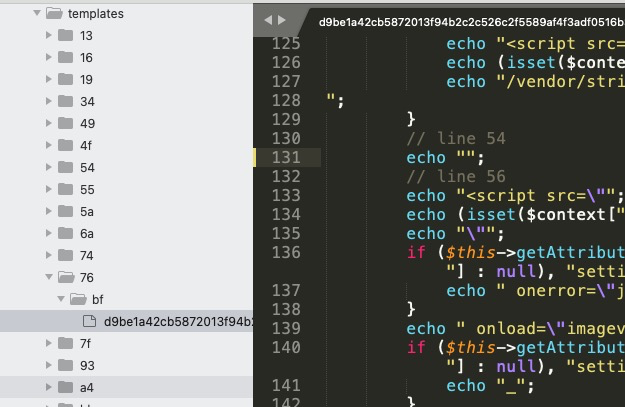 templates
13
16
19
34
49
4f
54
55
5a
6a
74
76
bf
d9be1a42cb5872013f94b2
7f
93
a4
d9be1a42cb5872013f94b2c2c526c2f5589af4f3adf0516b
125 echo "<script src=
126 echo (isset($conte
127 echo "/vendor/stri
128 ";
129 }
130 // line 54
131 echo "";
132 // line 56
133 echo "<script src=\"";
134 echo (isset($context["
135 echo "\"";
136 if ($this->getAttribut
"] : null), "setti
137 echo " onerror=\"j
138 }
139 echo " onload=\"imagev
140 if ($this->getAttribut
"] : null), "setti
141 echo "_";
142 }